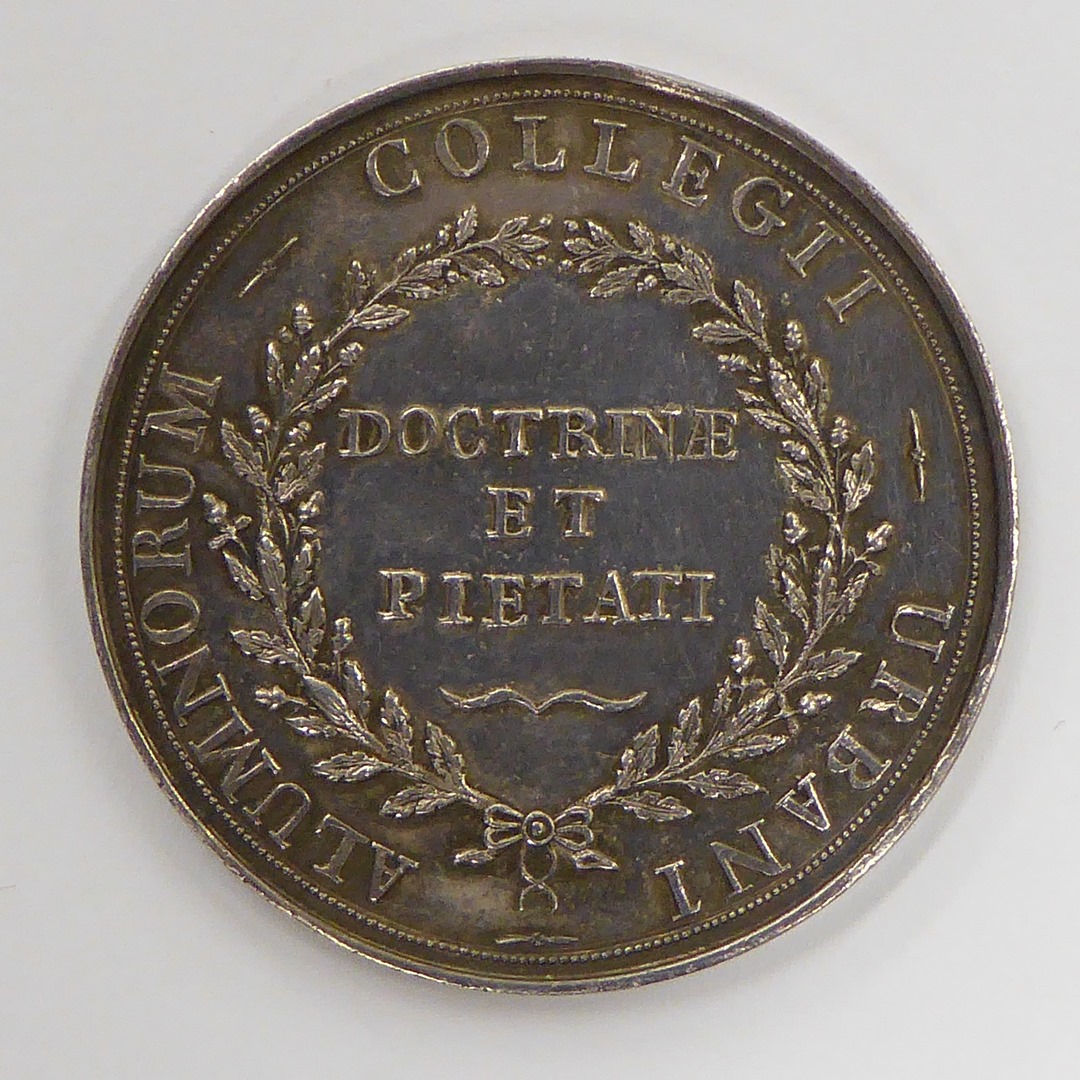 ALUMNORUM COLLEGII URBANI
DOCTRINÆ
ET
PIETATI